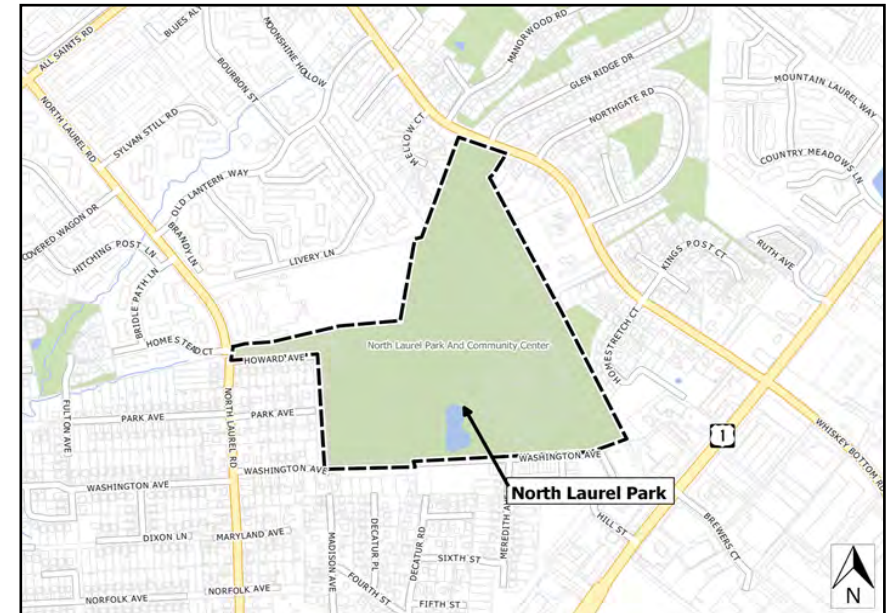 ALL SAINTS RD
BLUES AL
MOONSHINE HOLLOW
BOURBON ST
MANORWOOD RD
GLEN RIDGE DR
NORTHGATE RD
MOUNTAIN LAUREL WAY
COUNTRY MEADOWS LN
NORTH LAUREL RD
SYLVAN STILL RD
MELLOW CT
OLD LANTERN WAY
COVERED WAGON DR
HITCHING POST LN
BRANDY LN
LIVERY LN
KINGS POST CT
RUTH AVE
BRIDLE PATH LN
HOMESTEAD CT
HOWARD AVE
North Laurel Park And Community Center
HOMESTRETCH CT
FULTON AVE
PARK AVE
PARK AVE
NORTH LAUREL RD
1
WHISKEY BOTTOM RD
WASHINGTON AVE
WASHINGTON AVE
WASHINGTON AVE
North Laurel Park
DIXON LN
MARYLAND AVE
MADISON AVE
DECATUR PL
DECATUR RD
MEREDITH A
HILL ST
BREWERS CT
SIXTH ST
FOURTH ST
FIFTH ST
NORFOLK AVE
NORFOLK AVE
N